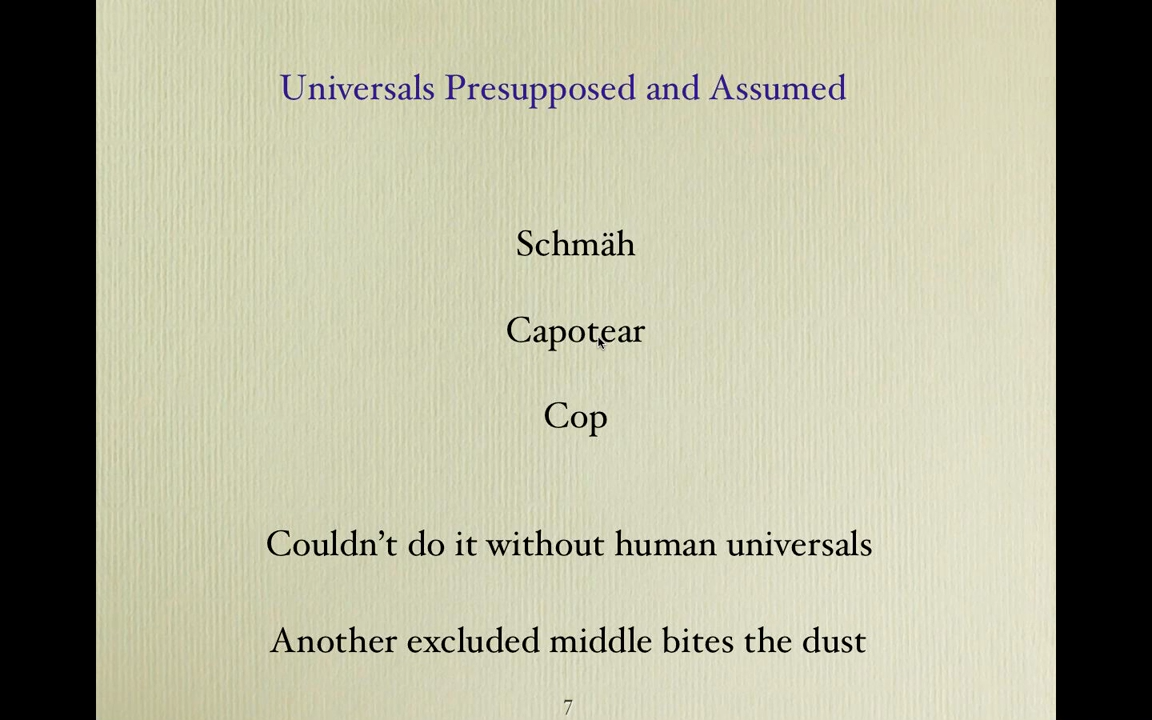 Universals Presupposed and Assumed
Schmäh
Capotear
Cop
Couldn't do it without human universals
Another excluded middle bites the dust
7